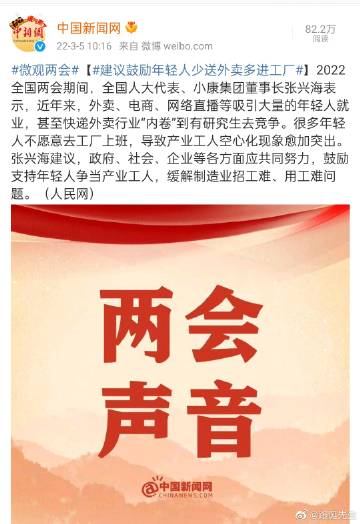 中国新闻网
22-3-5 10:16 来自 微博 weibo.com
82.2万
阅读
#微观两会#【#建议鼓励年轻人少送外卖多进工厂#】2022
全国两会期间，全国人大代表、小康集团董事长张兴海表
示，近年来，外卖、电商、网络直播等吸引大量的年轻人就
业，甚至快递外卖行业“内卷”到有研究生去竞争。很多年轻
人不愿意去工厂上班，导致产业工人空心化现象愈加突出。
张兴海建议，政府、社会、企业等各方面应共同努力，鼓励
支持年轻人争当产业工人，缓解制造业招工难、用工难问
题。（人民网）
两会
声音
中国新闻网
CHINANEWS.COM